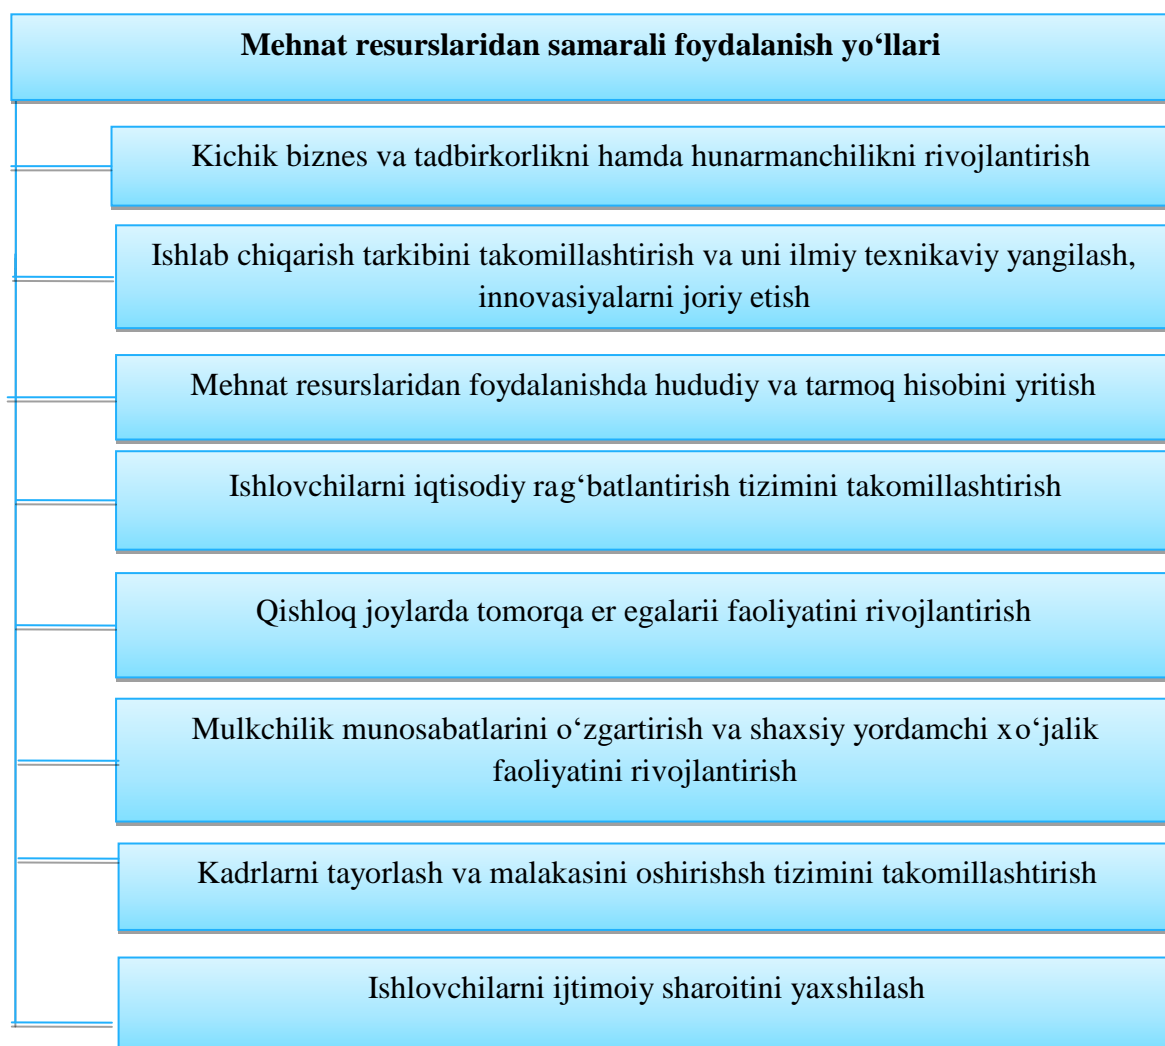 Mehnat resurslaridan samarali foydalanish yo‘llari
Kichik biznes va tadbirkorlikni hamda hunarmanchilikni rivojlantirish
Ishlab chiqarish tarkibini takomillashtirish va uni ilmiy texnikaviy yangilash,
innovasiyalarni joriy etish
Mehnat resurslaridan foydalanishda hududiy va tarmoq hisobini yritish
Ishlovchilarni iqtisodiy rag‘batlantirish tizimini takomillashtirish
Qishloq joylarda tomorqa er egalarii faoliyatini rivojlantirish
Mulkchilik munosabatlarini o‘zgartirish va shaxsiy yordamchi xo‘jalik
faoliyatini rivojlantirish
Kadrlarni tayorlash va malakasini oshirishsh tizimini takomillashtirish
Ishlovchilarni ijtimoiy sharoitini yaxshilash